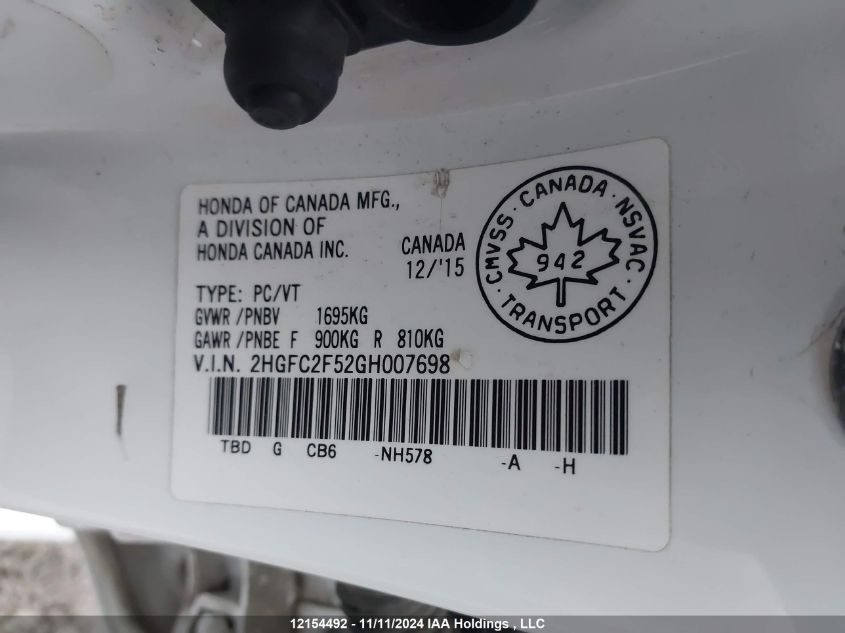 HONDA OF CANADA MFG.,
A DIVISION OF
HONDA CANADA INC.
CANADA
12/'15
CMVSS · CANADA · NSVAC
942
· TRANSPORT ·
TYPE: PC/VT
GVWR /PNBV 1695KG
GAWR /PNBE F 900KG R 810KG
V.I.N. 2HGFC2F52GH007698
TBD G CB6 -NH578 -A -H
12154492 - 11/11/2024 IAA Holdings , LLC